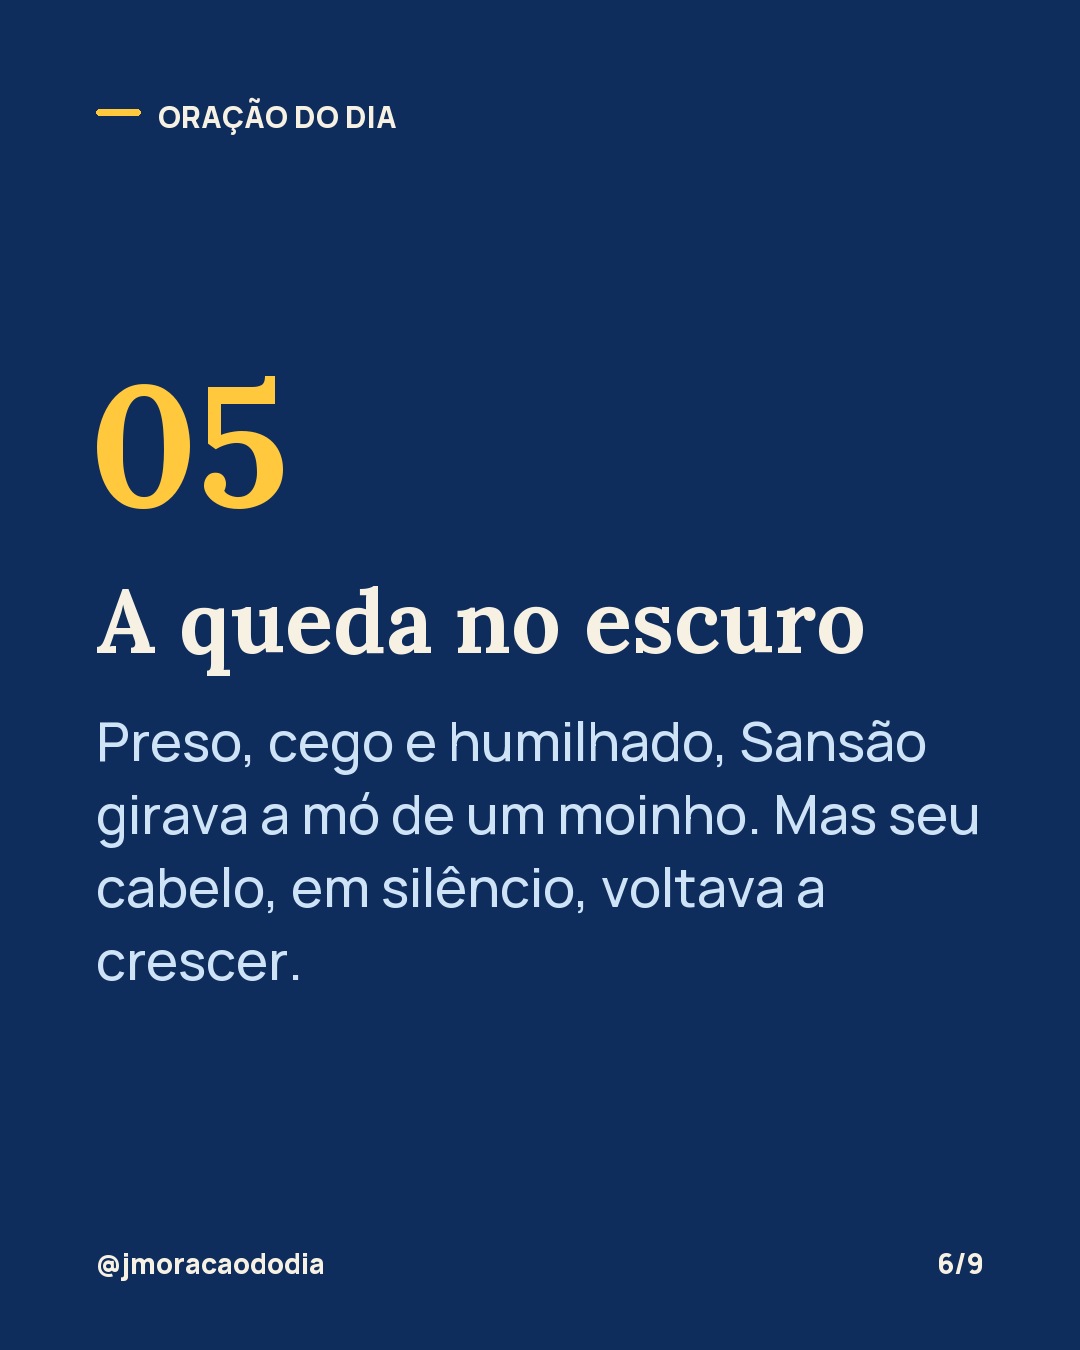 ORAÇÃO DO DIA
05
A queda no escuro
Preso, cego e humilhado, Sansão
girava a mó de um moinho. Mas seu
cabelo, em silêncio, voltava a
crescer.
@jmoracaododia
6/9